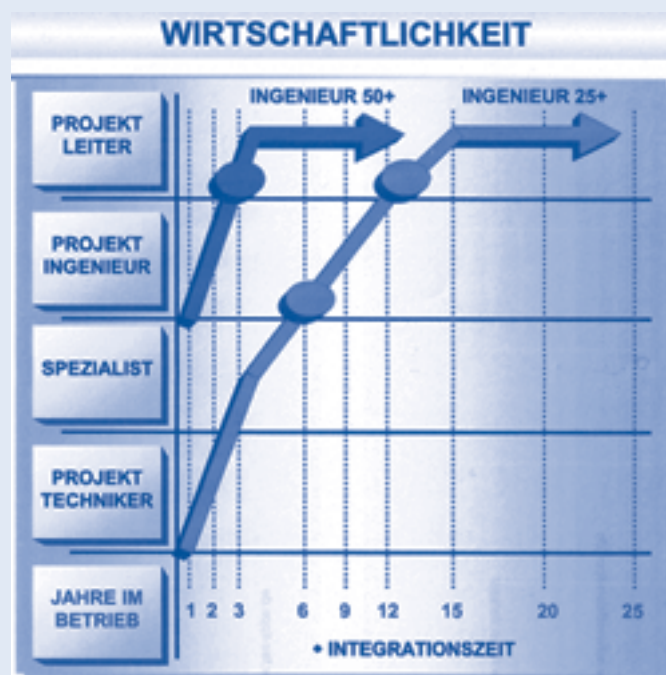 WIRTSCHAFTLICHKEIT
INGENIEUR 50+
INGENIEUR 25+
PROJEKT
LEITER
PROJEKT
INGENIEUR
SPEZIALIST
PROJEKT
TECHNIKER
JAHRE IM
BETRIEB
1 2 3 6 9 12 15 20 25
+ INTEGRATIONSZEIT